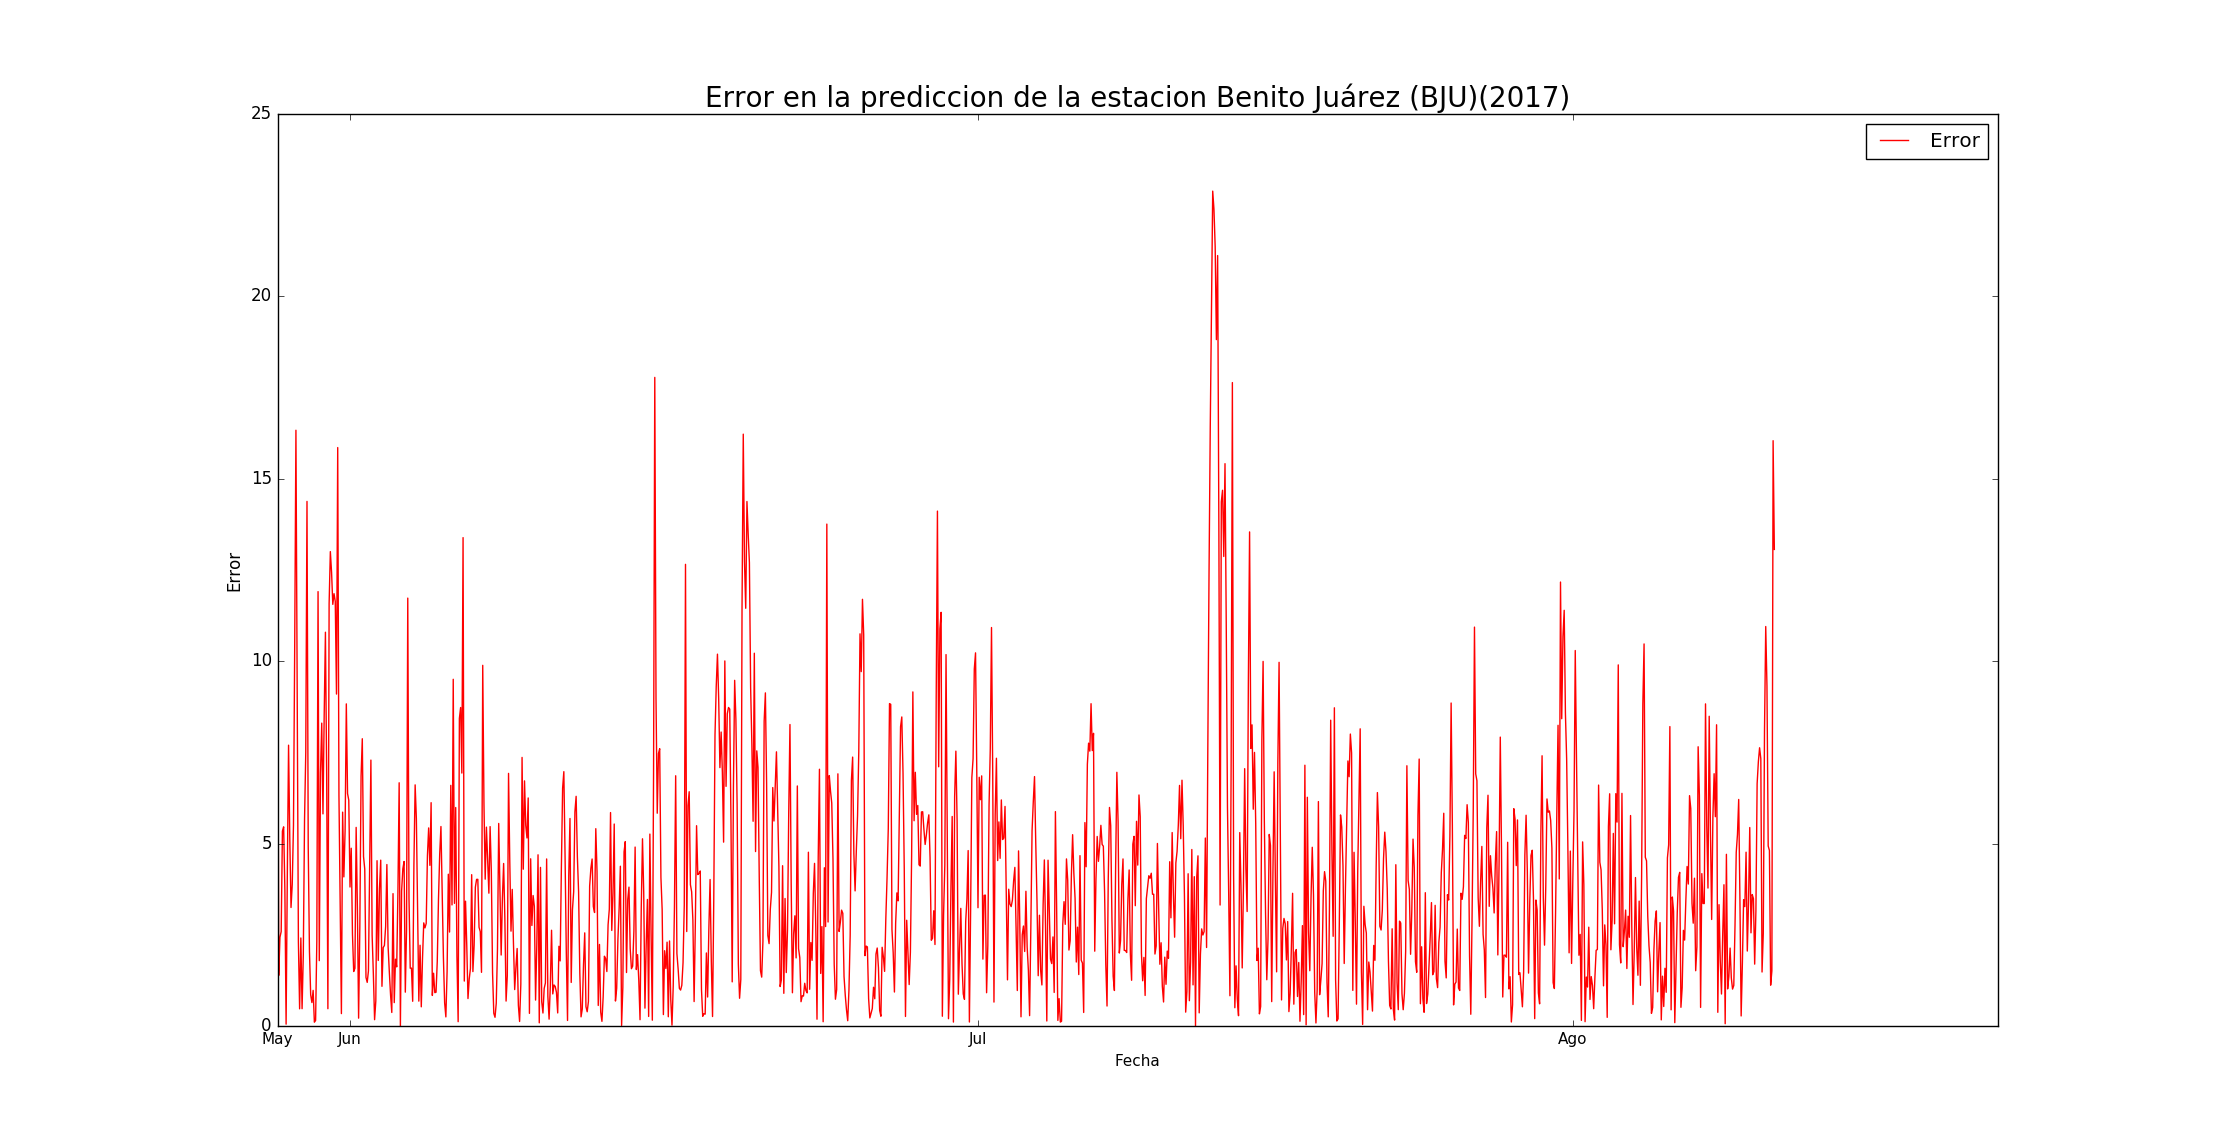 Error en la prediccion de la estacion Benito Juárez (BJU)(2017)
25
Error
20
15
Error
10
5
0
May Jun Jul Ago
Fecha